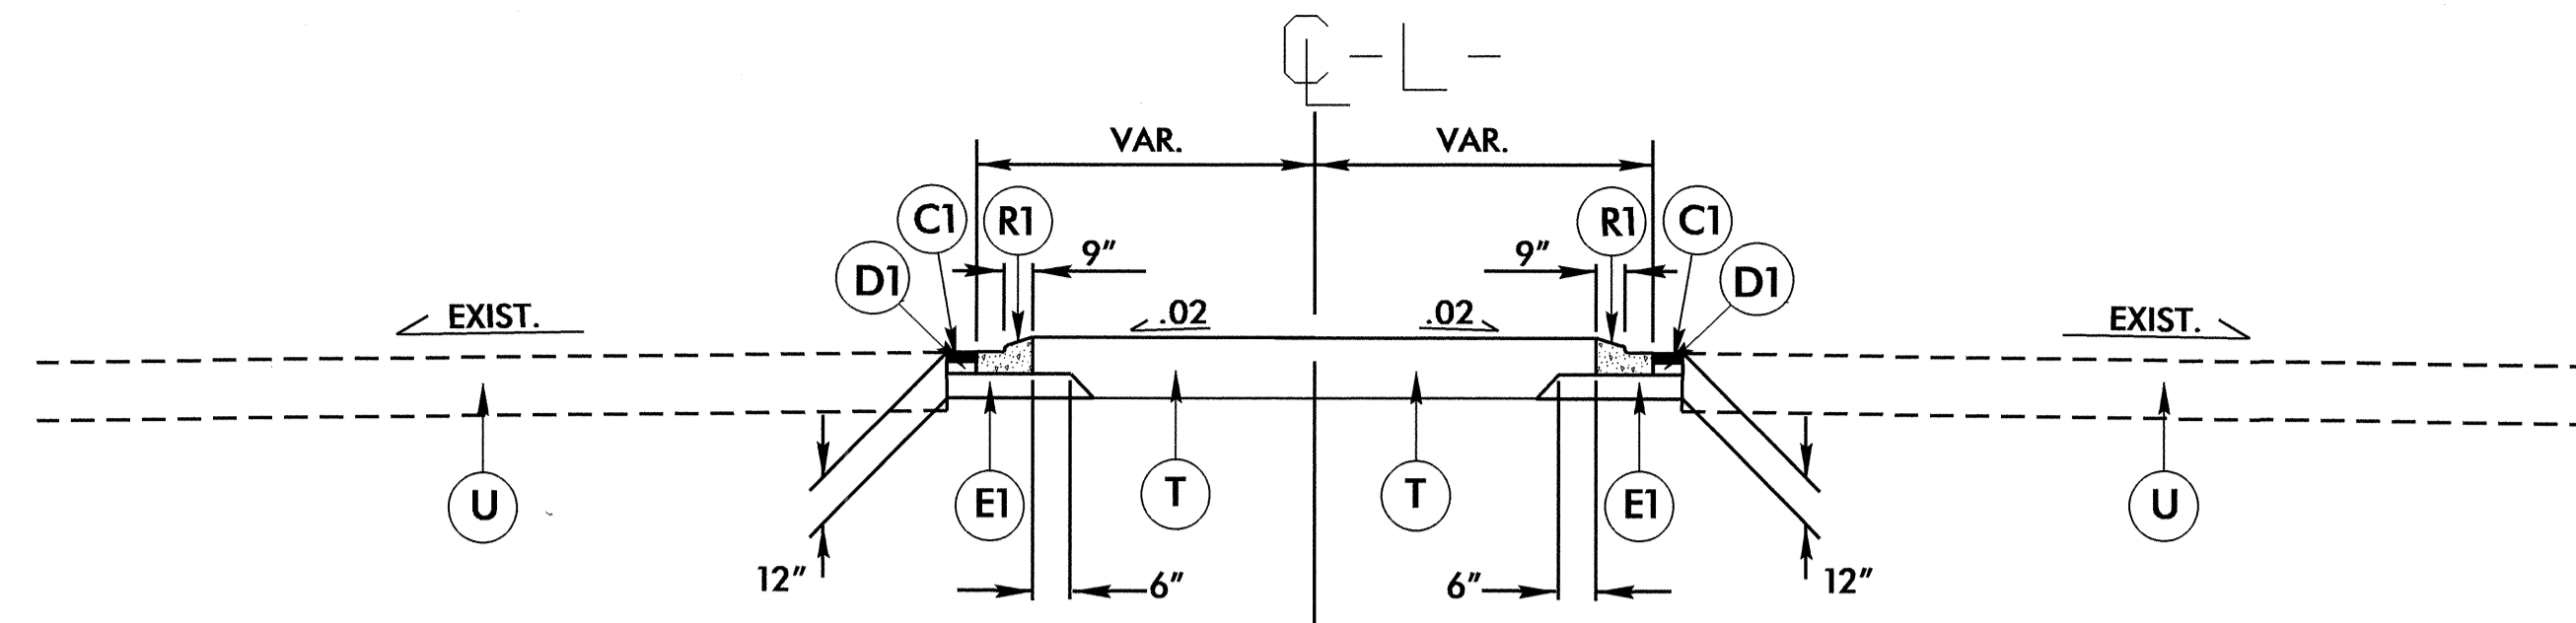 CL -L-
VAR. VAR.
C1 R1 R1 C1
D1 9" 9" D1
EXIST. .02 .02 EXIST.
U E1 T T E1 U
12" 6" 6" 12"